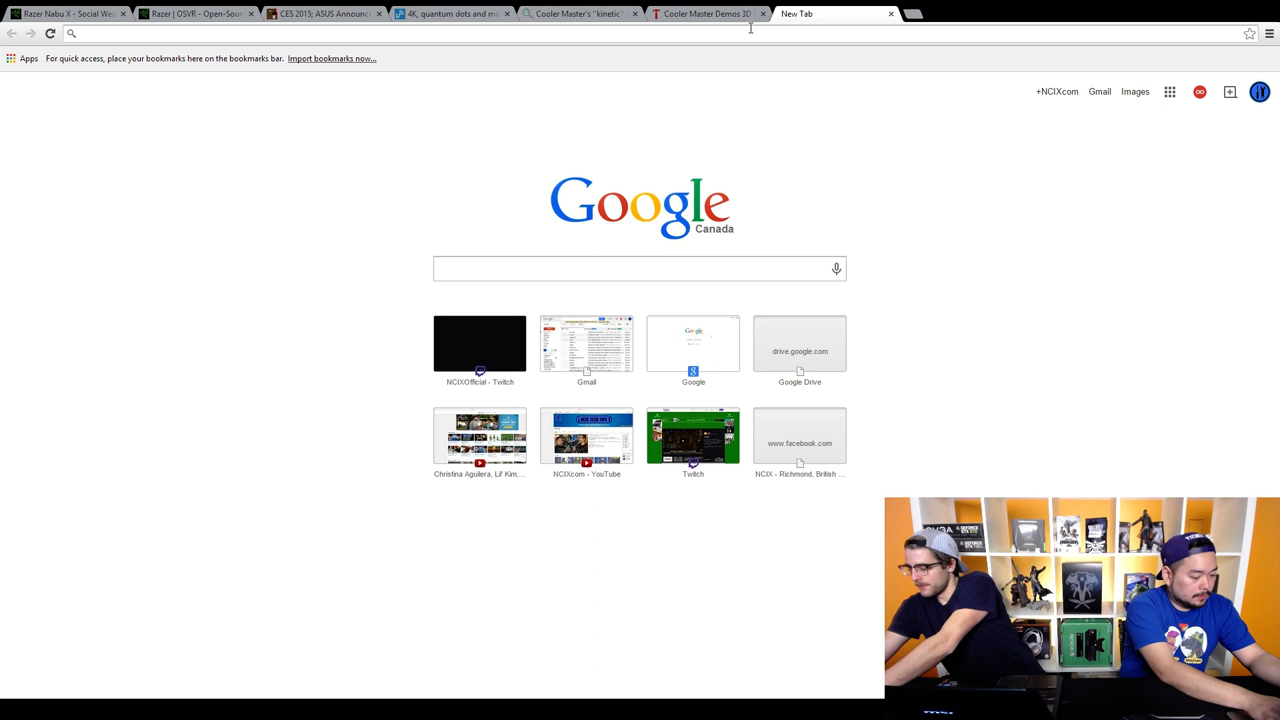 Razer Nabu X - Social Wea
Razer | OSVR - Open-Sour
CES 2015; ASUS Announc
4K, quantum dots and mo
Cooler Master's "kinetic"
Cooler Master Demos 3D
New Tab
Apps
For quick access, place your bookmarks here on the bookmarks bar. Import bookmarks now...
+NCIXcom
Gmail
Images
Google
Canada
NCIXOfficial - Twitch
Gmail
Google
drive.google.com
Google Drive
Christina Aguilera, Lil' Kim,...
NCIXcom - YouTube
Twitch
www.facebook.com
NCIX - Richmond, British ...